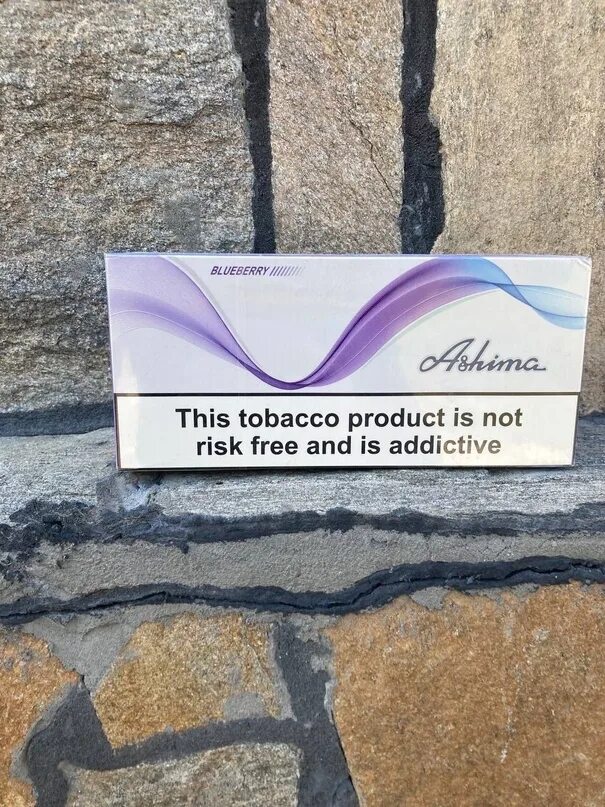 BLUEBERRY
Ashima
This tobacco product is not
risk free and is addictive